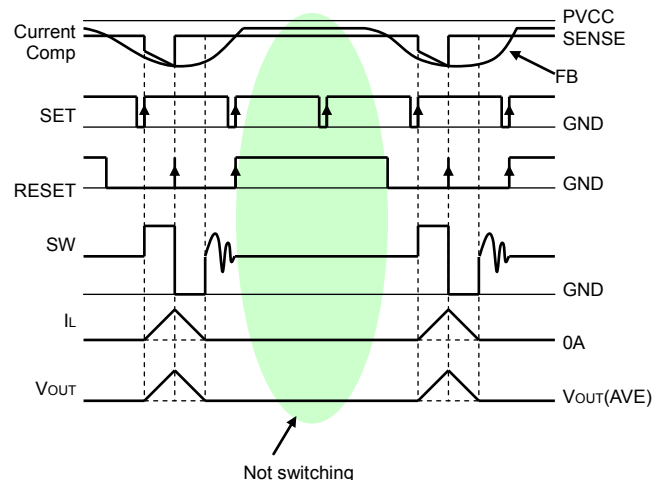 PVCC
Current
Comp
SENSE
FB
SET
GND
RESET
GND
SW
GND
IL
0A
VOUT
VOUT(AVE)
Not switching